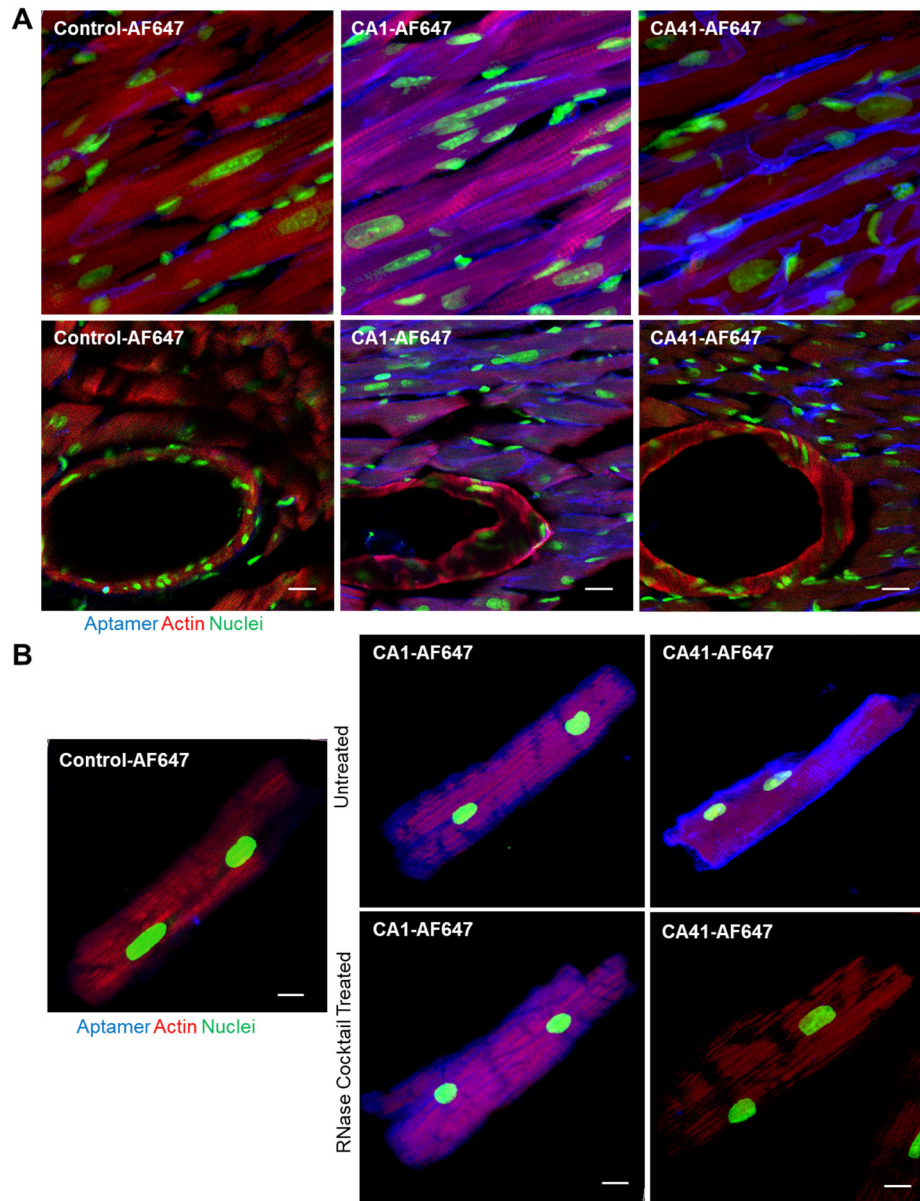 A
Control-AF647
CA1-AF647
CA41-AF647
Control-AF647
CA1-AF647
CA41-AF647
Aptamer Actin Nuclei
B
Control-AF647
Aptamer Actin Nuclei
Untreated
CA1-AF647
CA41-AF647
RNase Cocktail Treated
CA1-AF647
CA41-AF647